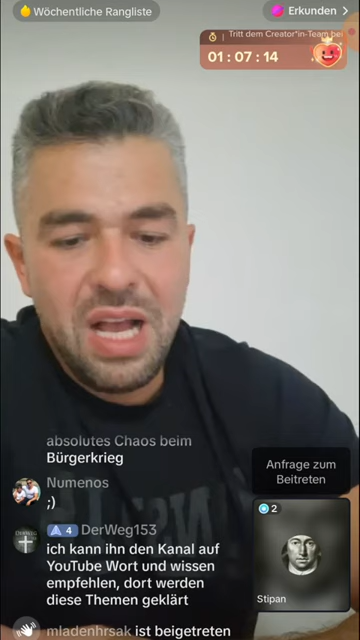 Wöchentliche Rangliste
Erkunden
Tritt dem Creator*in-Team bei
01 : 07 : 14
absolutes Chaos beim
Bürgerkrieg
Numenos
;)
4 DerWeg153
ich kann ihn den Kanal auf
YouTube Wort und wissen
empfehlen, dort werden
diese Themen geklärt
mladenhrsak ist beigetreten
Anfrage zum
Beitreten
2
Stipan